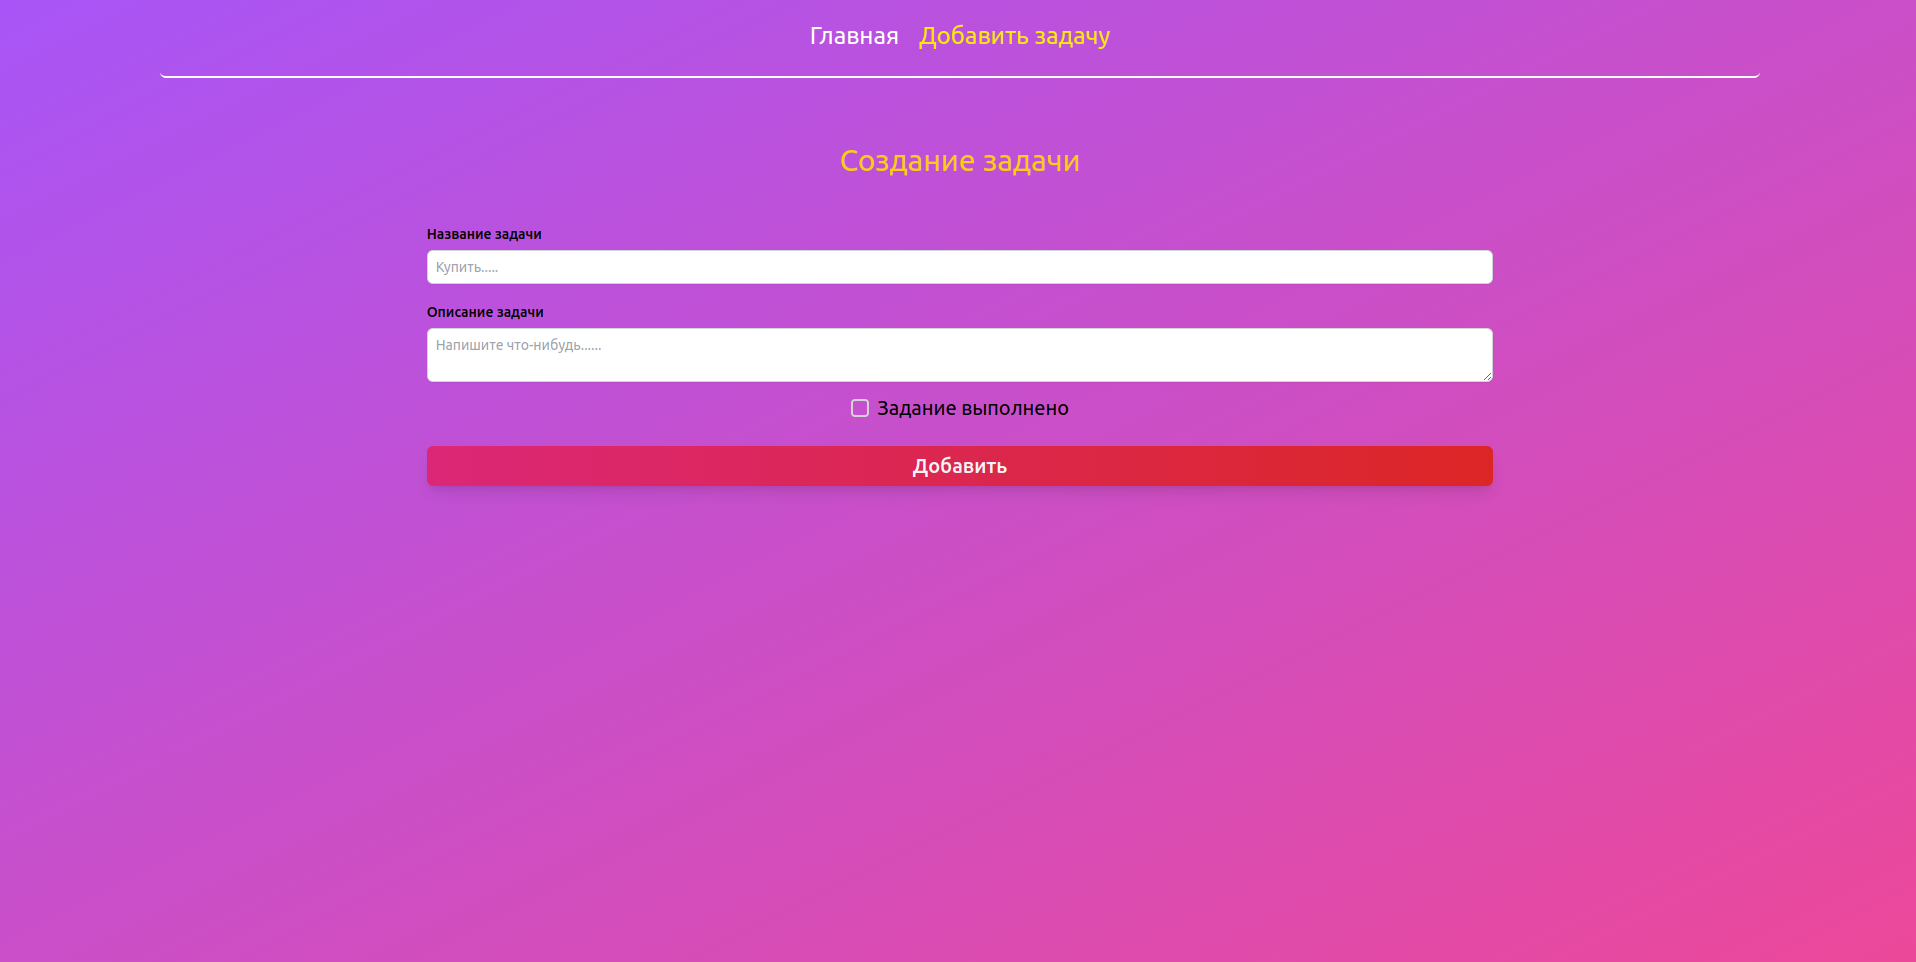 Главная Добавить задачу
Создание задачи
Название задачи
Купить.....
Описание задачи
Напишите что-нибудь......
Задание выполнено
Добавить